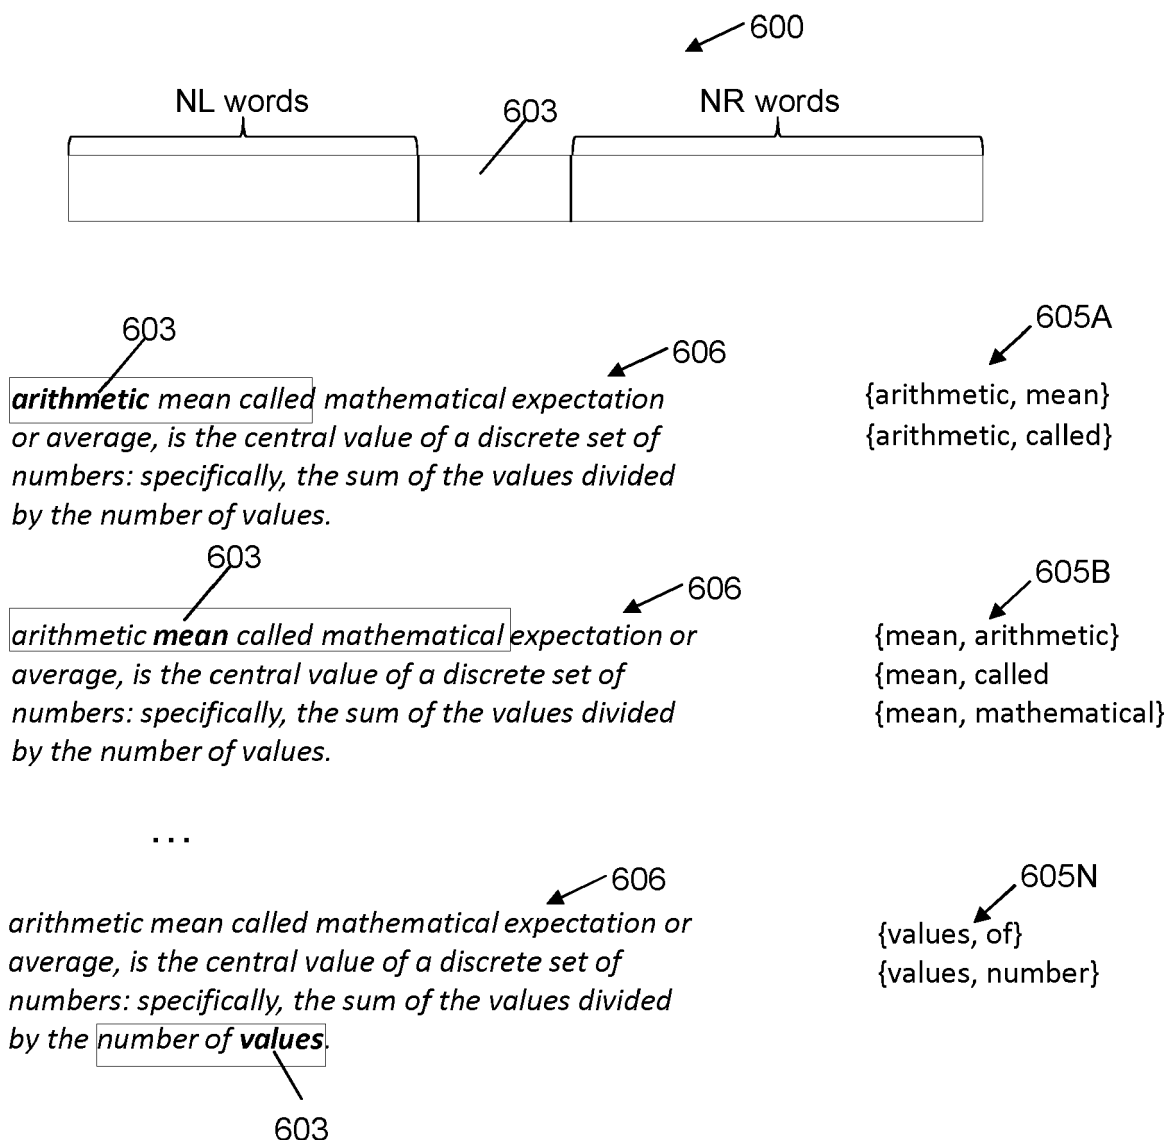 600
NL words
603
NR words
603
606
605A
arithmetic mean called mathematical expectation
or average, is the central value of a discrete set of
numbers: specifically, the sum of the values divided
by the number of values.
{arithmetic, mean}
{arithmetic, called}
603
606
605B
arithmetic mean called mathematical expectation or
average, is the central value of a discrete set of
numbers: specifically, the sum of the values divided
by the number of values.
{mean, arithmetic}
{mean, called
{mean, mathematical}
...
606
605N
arithmetic mean called mathematical expectation or
average, is the central value of a discrete set of
numbers: specifically, the sum of the values divided
by the number of values.
{values, of}
{values, number}
603